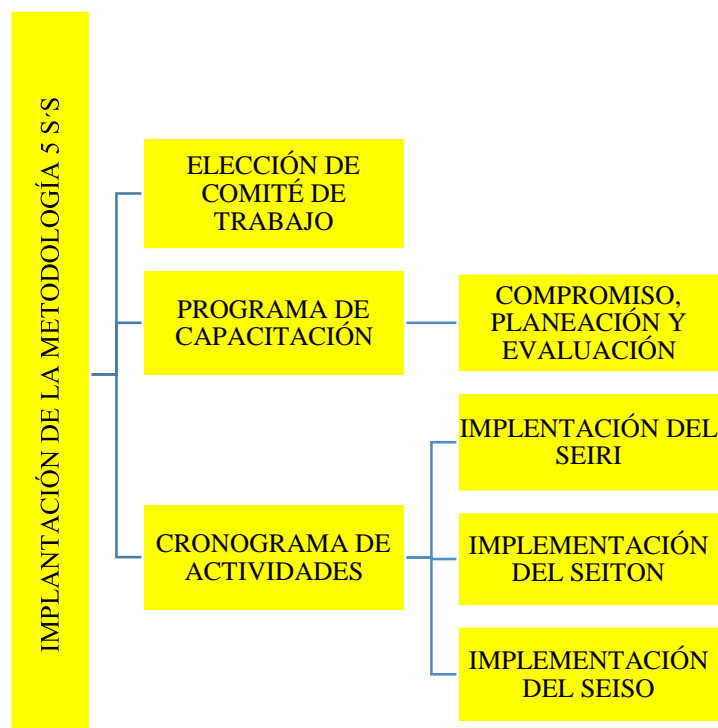 IMPLANTACIÓN DE LA METODOLOGÍA 5 S´S
ELECCIÓN DE
COMITÉ DE
TRABAJO
PROGRAMA DE
CAPACITACIÓN
COMPROMISO,
PLANEACIÓN Y
EVALUACIÓN
CRONOGRAMA DE
ACTIVIDADES
IMPLENTACIÓN DEL
SEIRI
IMPLEMENTACIÓN
DEL SEITON
IMPLEMENTACIÓN
DEL SEISO